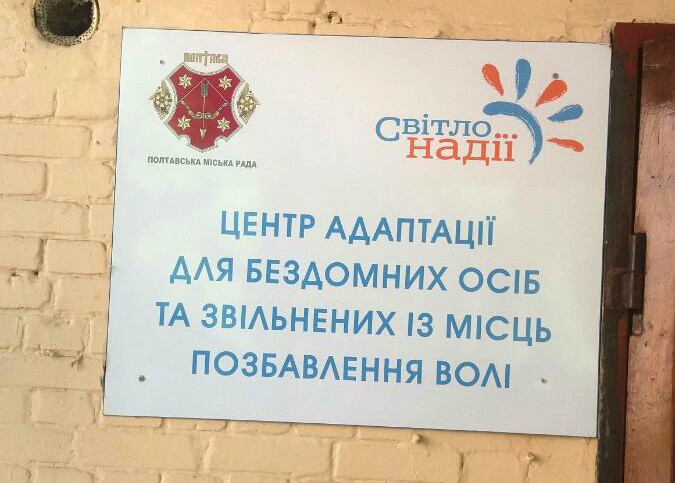 ПОЛТАВА
ПОЛТАВСЬКА МІСЬКА РАДА
Світло
Надії
ЦЕНТР АДАПТАЦІЇ
ДЛЯ БЕЗДОМНИХ ОСІБ
ТА ЗВІЛЬНЕНИХ ІЗ МІСЦЬ
ПОЗБАВЛЕННЯ ВОЛІ